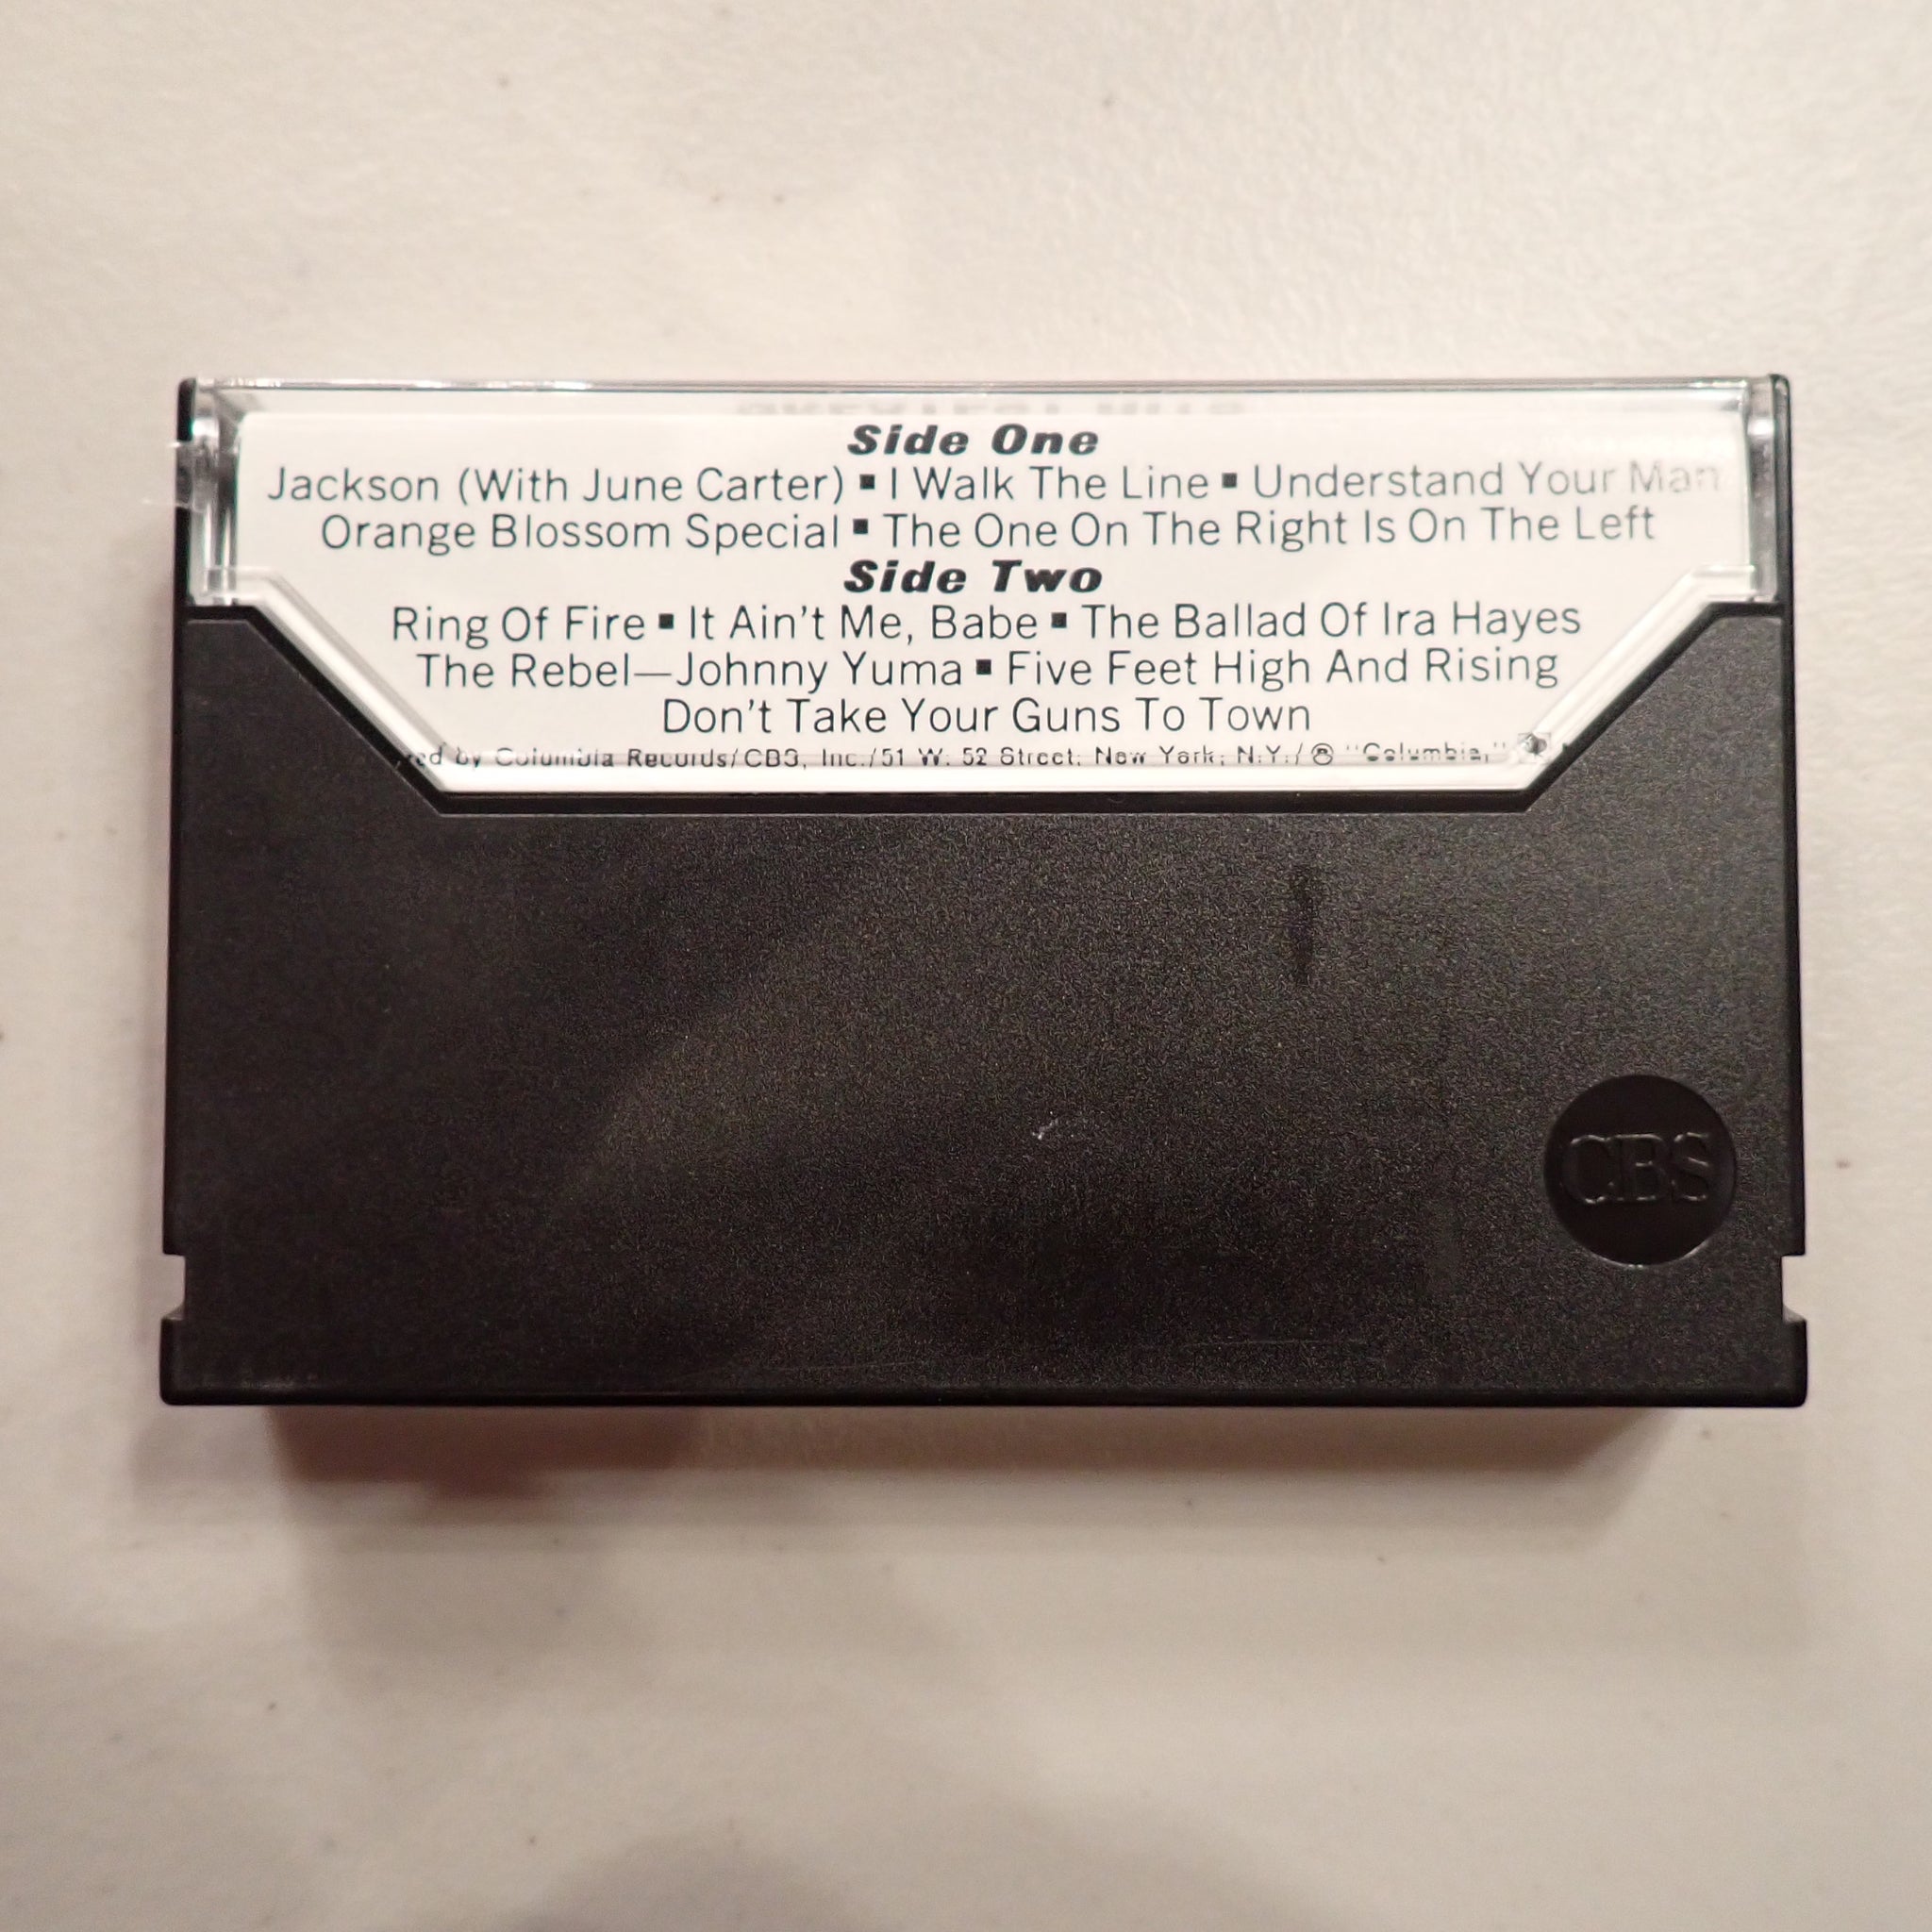 Side One
Jackson (With June Carter) ▪ I Walk The Line ▪ Understand Your Man
Orange Blossom Special ▪ The One On The Right Is On The Left
Side Two
Ring Of Fire ▪ It Ain't Me, Babe ▪ The Ballad Of Ira Hayes
The Rebel—Johnny Yuma ▪ Five Feet High And Rising
Don't Take Your Guns To Town
by Columbia Records/CBS, Inc./51 W. 52 Street, New York, N.Y./® "Columbia,"
CBS